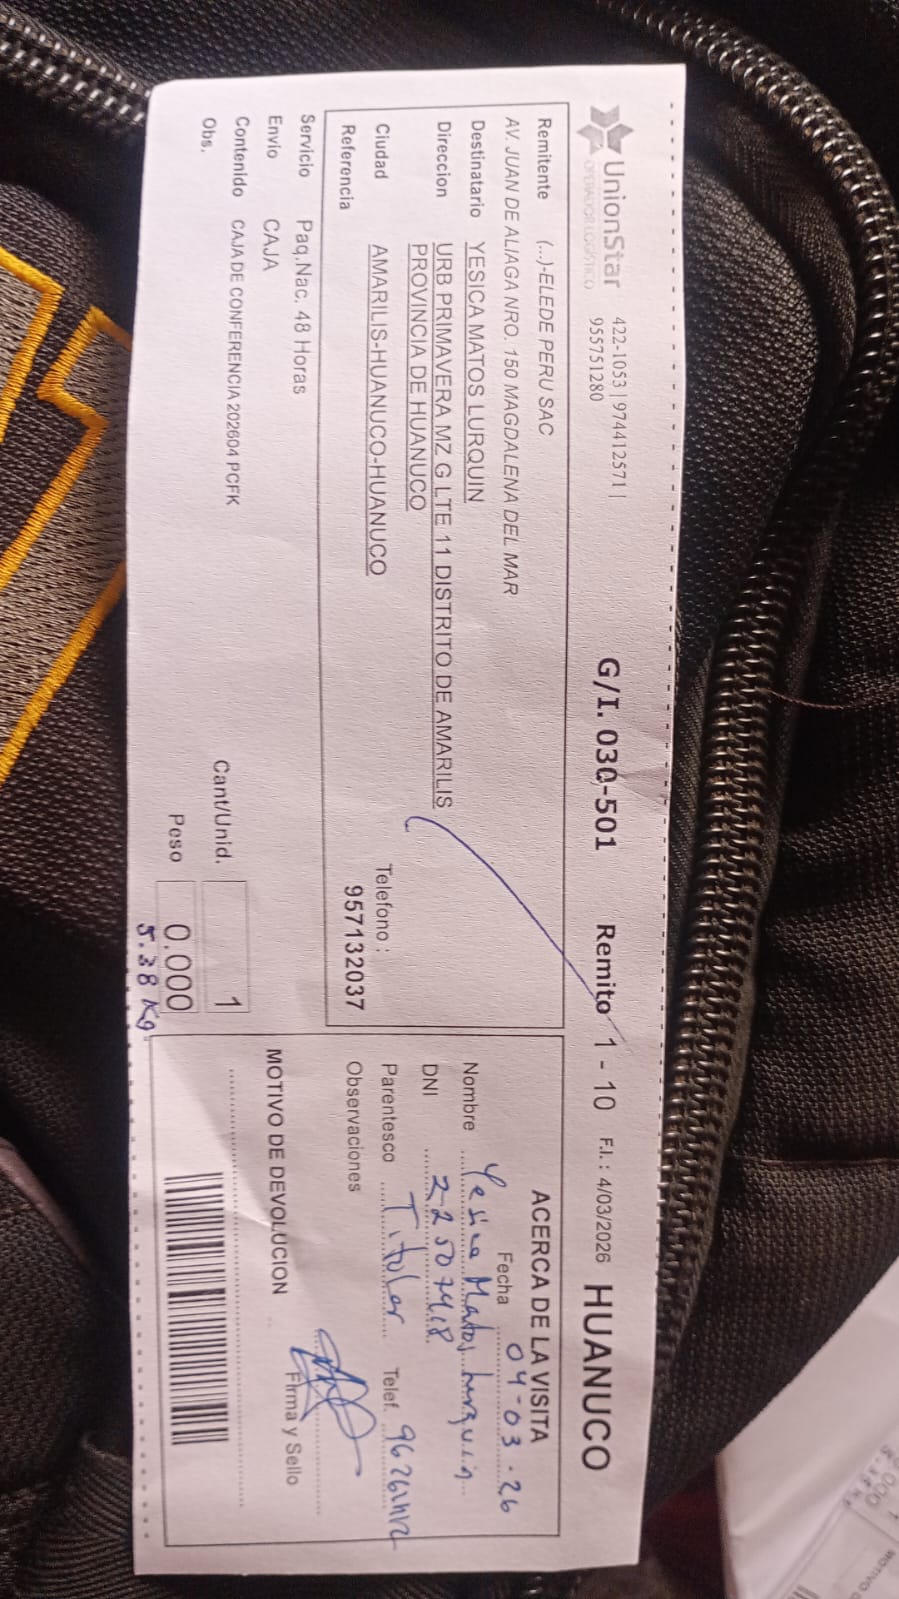 UnionStar
OPERADOR LOGÍSTICO
422-1053 | 974412571 |
955751280
G/I. 030-501 Remito 1 - 10 F.I. : 4/03/2026 HUANUCO
Remitente (...)-ELEDE PERU SAC
AV. JUAN DE ALIAGA NRO. 150 MAGDALENA DEL MAR
Destinatario YESICA MATOS LURQUIN
Direccion URB PRIMAVERA MZ G LTE 11 DISTRITO DE AMARILIS
PROVINCIA DE HUANUCO
Ciudad AMARILIS-HUANUCO-HUANUCO
Telefono :
Referencia
957132037
Servicio Paq.Nac. 48 Horas
Envio CAJA
Contenido CAJA DE CONFERENCIA 202604 PCFK
Obs.
Cant/Unid. 1
Peso 0.000
5.38 Kg
ACERCA DE LA VISITA
Fecha 04-03-26
Nombre Yesica Matos Lurquin
DNI 22507418
Parentesco Titular Telef.
Observaciones
Firma y Sello
MOTIVO DE DEVOLUCION